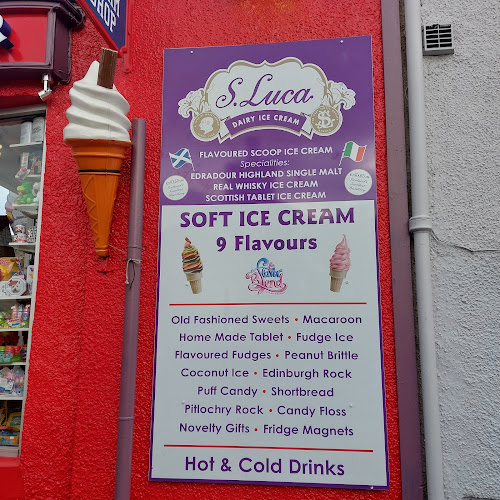 SHOP
R
S. Luca
DAIRY ICE CREAM
FLAVOURED SCOOP ICE CREAM
Specialities:
EDRADOUR HIGHLAND SINGLE MALT
REAL WHISKY ICE CREAM
SCOTTISH TABLET ICE CREAM
SOFT ICE CREAM
9 Flavours
Old Fashioned Sweets • Macaroon
Home Made Tablet • Fudge Ice
Flavoured Fudges • Peanut Brittle
Coconut Ice • Edinburgh Rock
Puff Candy • Shortbread
Pitlochry Rock • Candy Floss
Novelty Gifts • Fridge Magnets
Hot & Cold Drinks